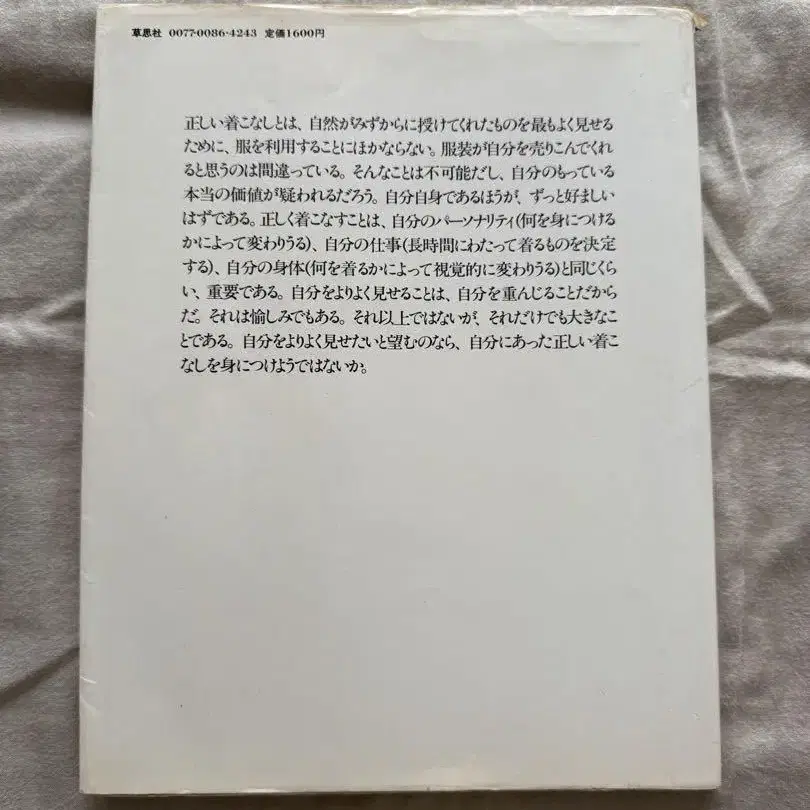 草思社 0077-0086-4243 定価1600円
正しい着こなしとは、自然がみずからに授けてくれたものを最もよく見せる
ために、服を利用することにほかならない。服装が自分を売りこんでくれ
ると思うのは間違っている。そんなことは不可能だし、自分のもっている
本当の価値が疑われるだろう。自分自身であるほうが、ずっと好ましい
はずである。正しく着こなすことは、自分のパーソナリティ(何を身につける
かによって変わりうる)、自分の仕事(長時間にわたって着るものを決定
する)、自分の身体(何を着るかによって視覚的に変わりうる)と同じくら
い、重要である。自分をよりよく見せることは、自分を重んじることだから
だ。それは愉しみでもある。それ以上ではないが、それだけでも大きなこ
とである。自分をよりよく見せたいと望むのなら、自分にあった正しい着こ
なしを身につけようではないか。